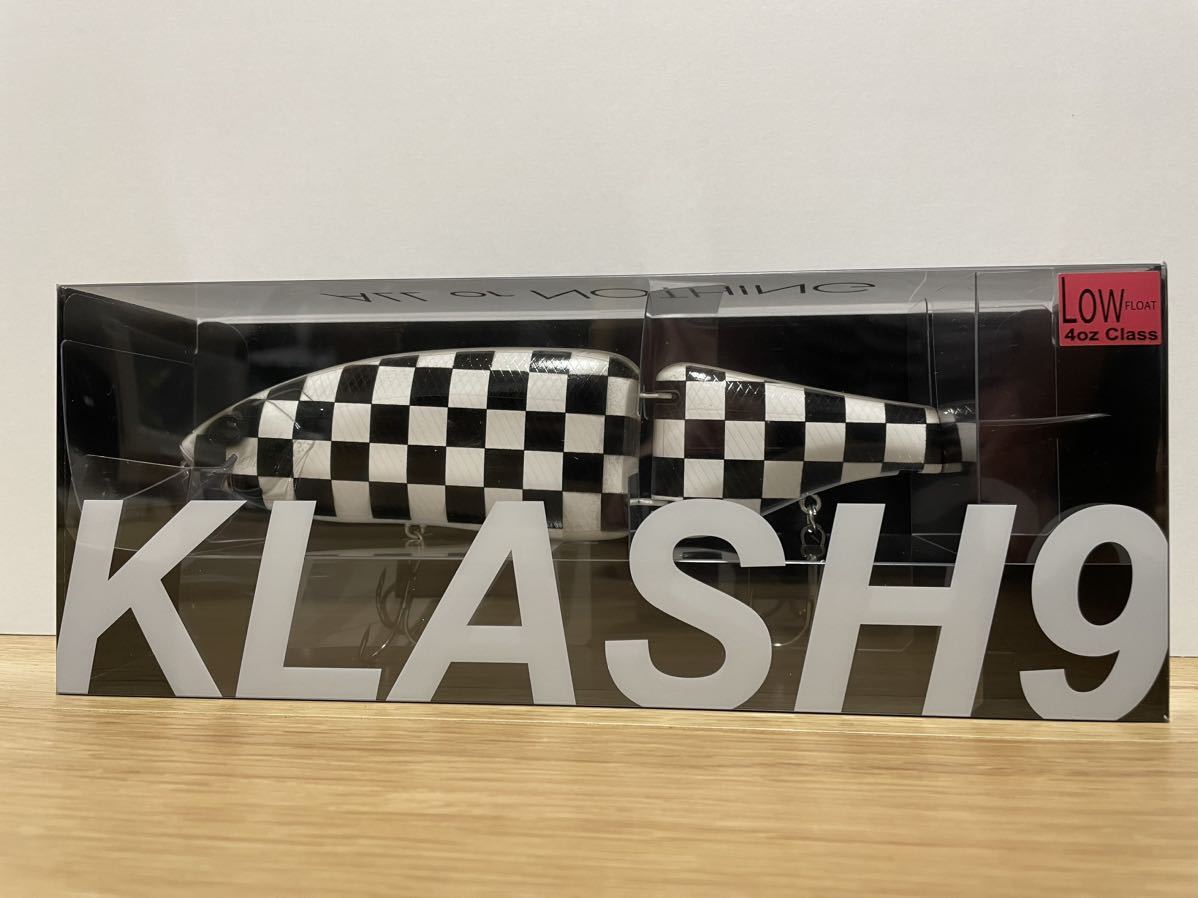 ALL or NOTHING
LOW FLOAT
4oz Class
KLASH9